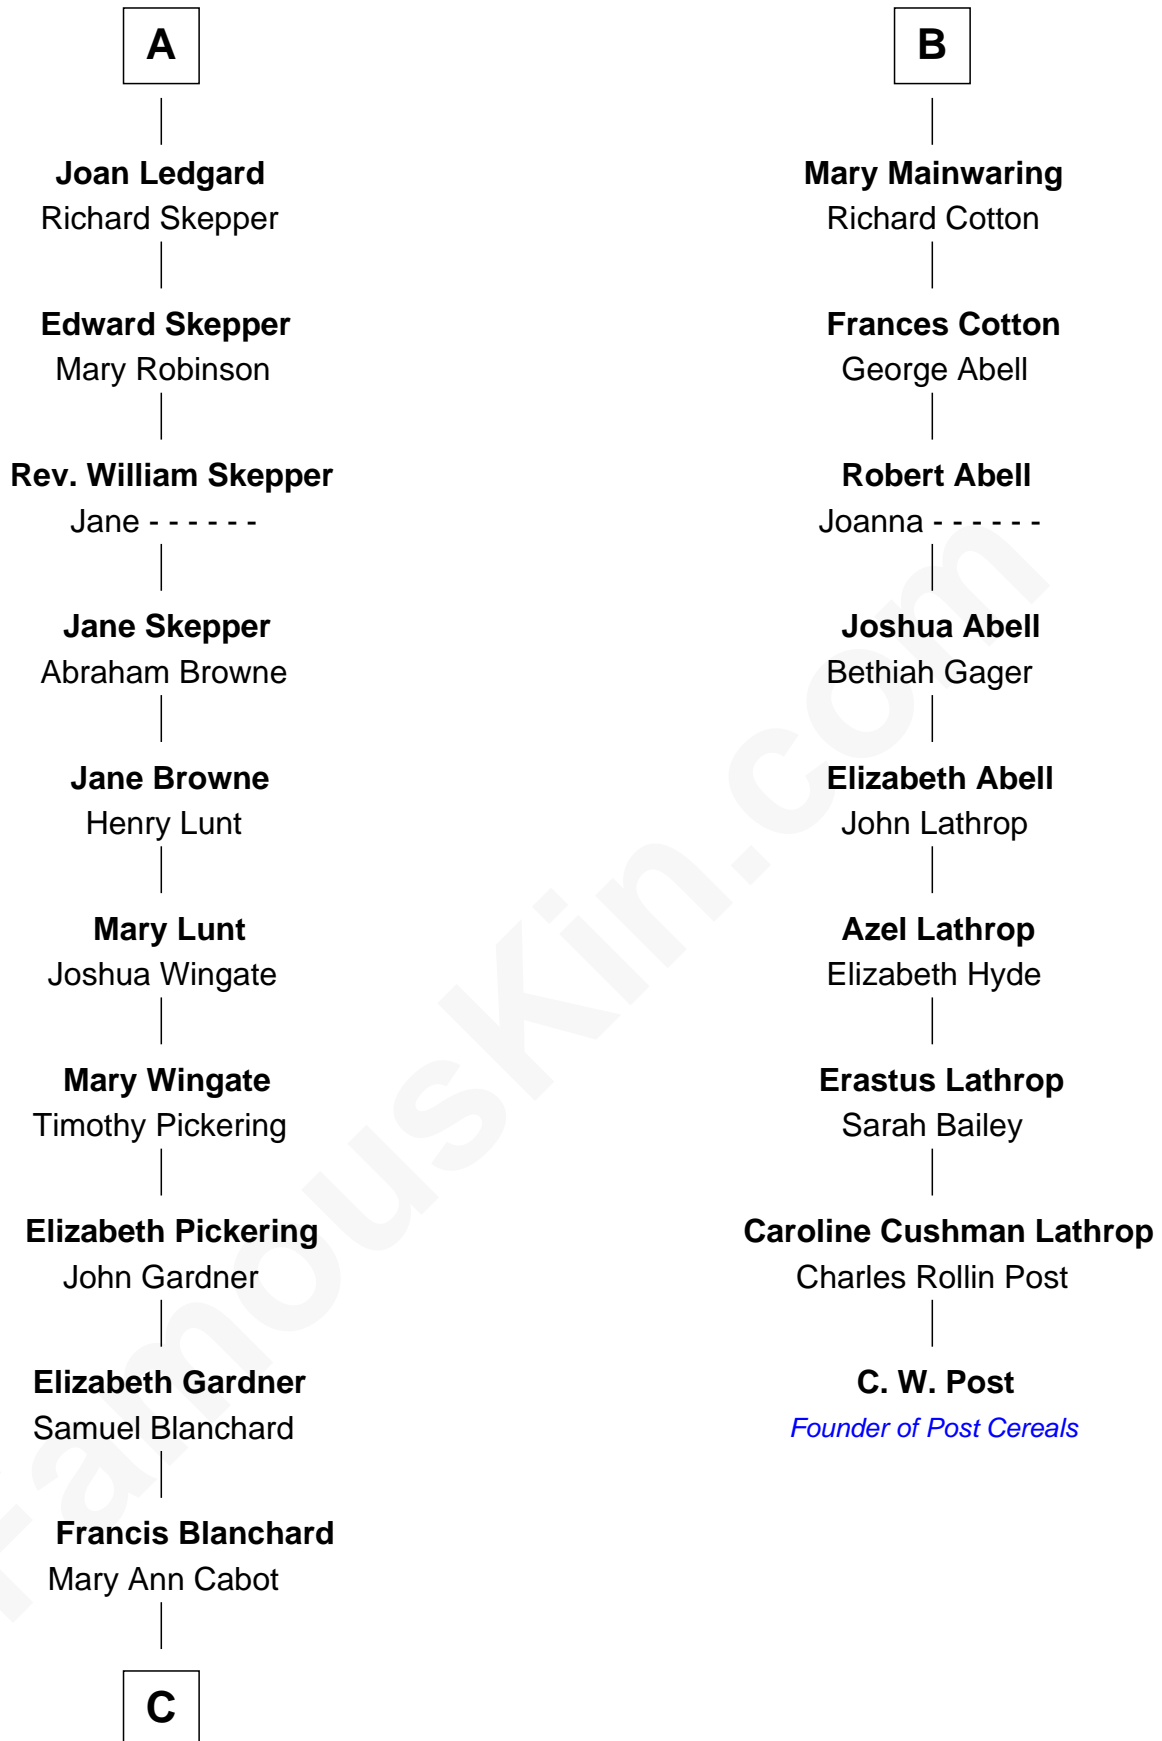 A
Joan Ledgard
Richard Skepper
Edward Skepper
Mary Robinson
Rev. William Skepper
Jane - - - - - -
Jane Skepper
Abraham Browne
Jane Browne
Henry Lunt
Mary Lunt
Joshua Wingate
Mary Wingate
Timothy Pickering
Elizabeth Pickering
John Gardner
Elizabeth Gardner
Samuel Blanchard
Francis Blanchard
Mary Ann Cabot
C
B
Mary Mainwaring
Richard Cotton
Frances Cotton
George Abell
Robert Abell
Joanna - - - - - -
Joshua Abell
Bethiah Gager
Elizabeth Abell
John Lathrop
Azel Lathrop
Elizabeth Hyde
Erastus Lathrop
Sarah Bailey
Caroline Cushman Lathrop
Charles Rollin Post
C. W. Post
Founder of Post Cereals
FamousKin.com